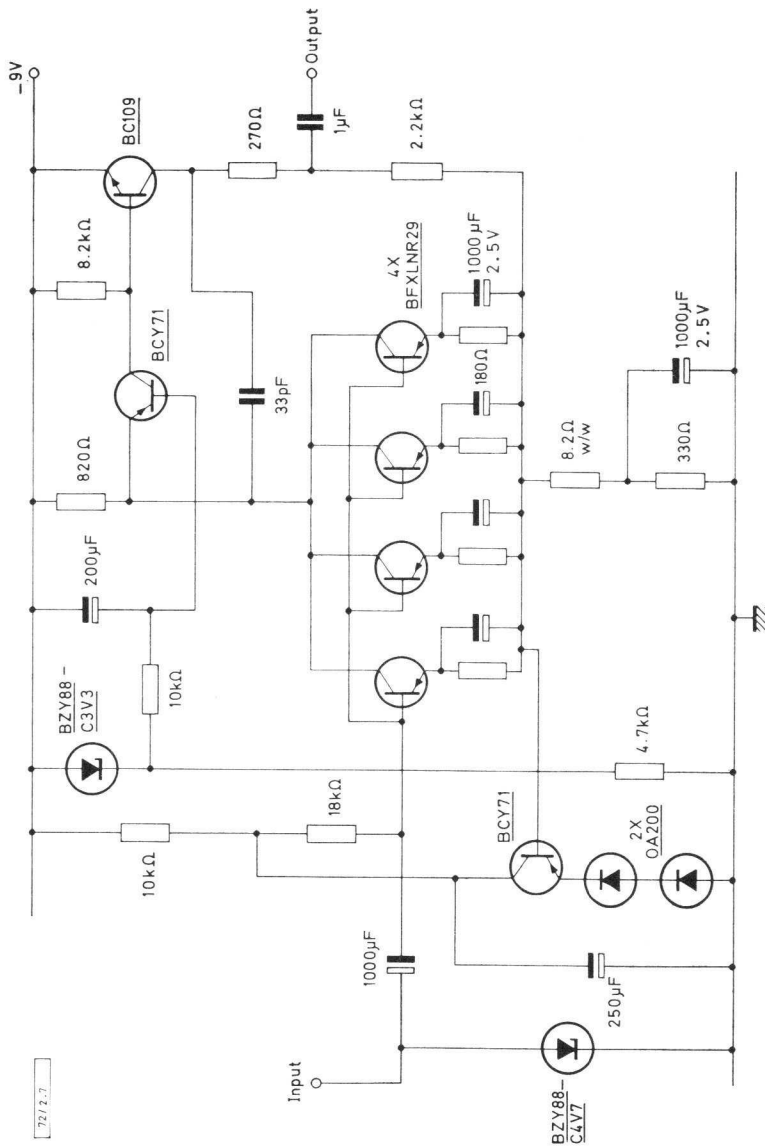 72/2.7
-9V
BC109
8.2kΩ
BCY71
820Ω
200µF
BZY88-
C3V3
10kΩ
10kΩ
18kΩ
270Ω
1µF
Output
2.2kΩ
33pF
4X
BFXLNR29
1000µF
2.5V
180Ω
8.2Ω
w/w
330Ω
1000µF
2.5V
4.7kΩ
BCY71
2X
OA200
1000µF
250µF
Input
BZY88-
C4V7